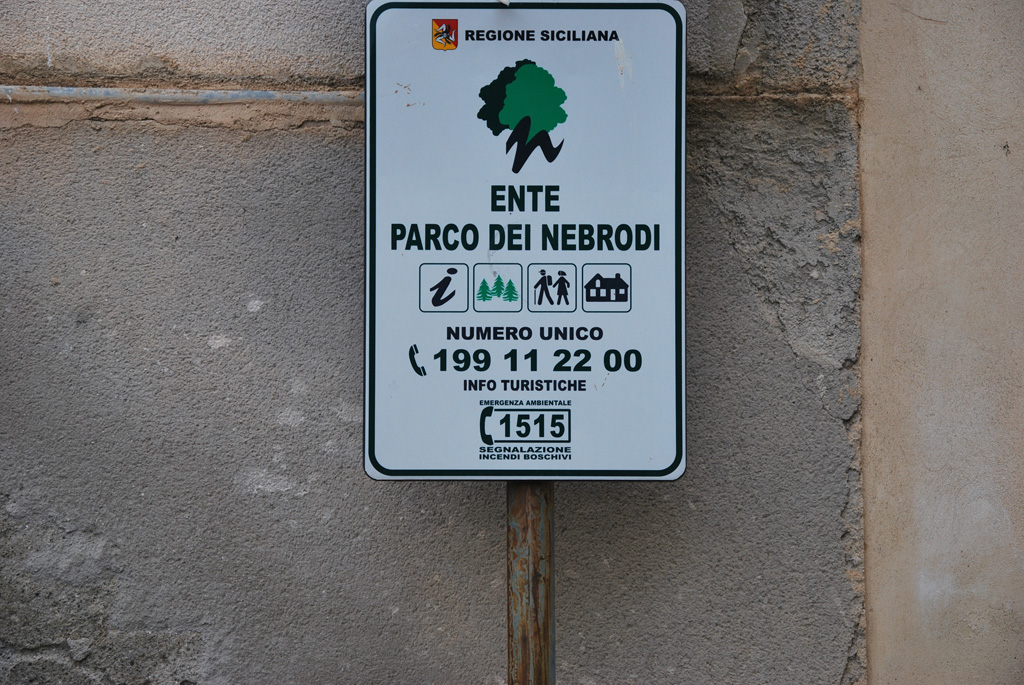 REGIONE SICILIANA
ENTE
PARCO DEI NEBRODI
i
NUMERO UNICO
199 11 22 00
INFO TURISTICHE
EMERGENZA AMBIENTALE
1515
SEGNALAZIONE
INCENDI BOSCHIVI